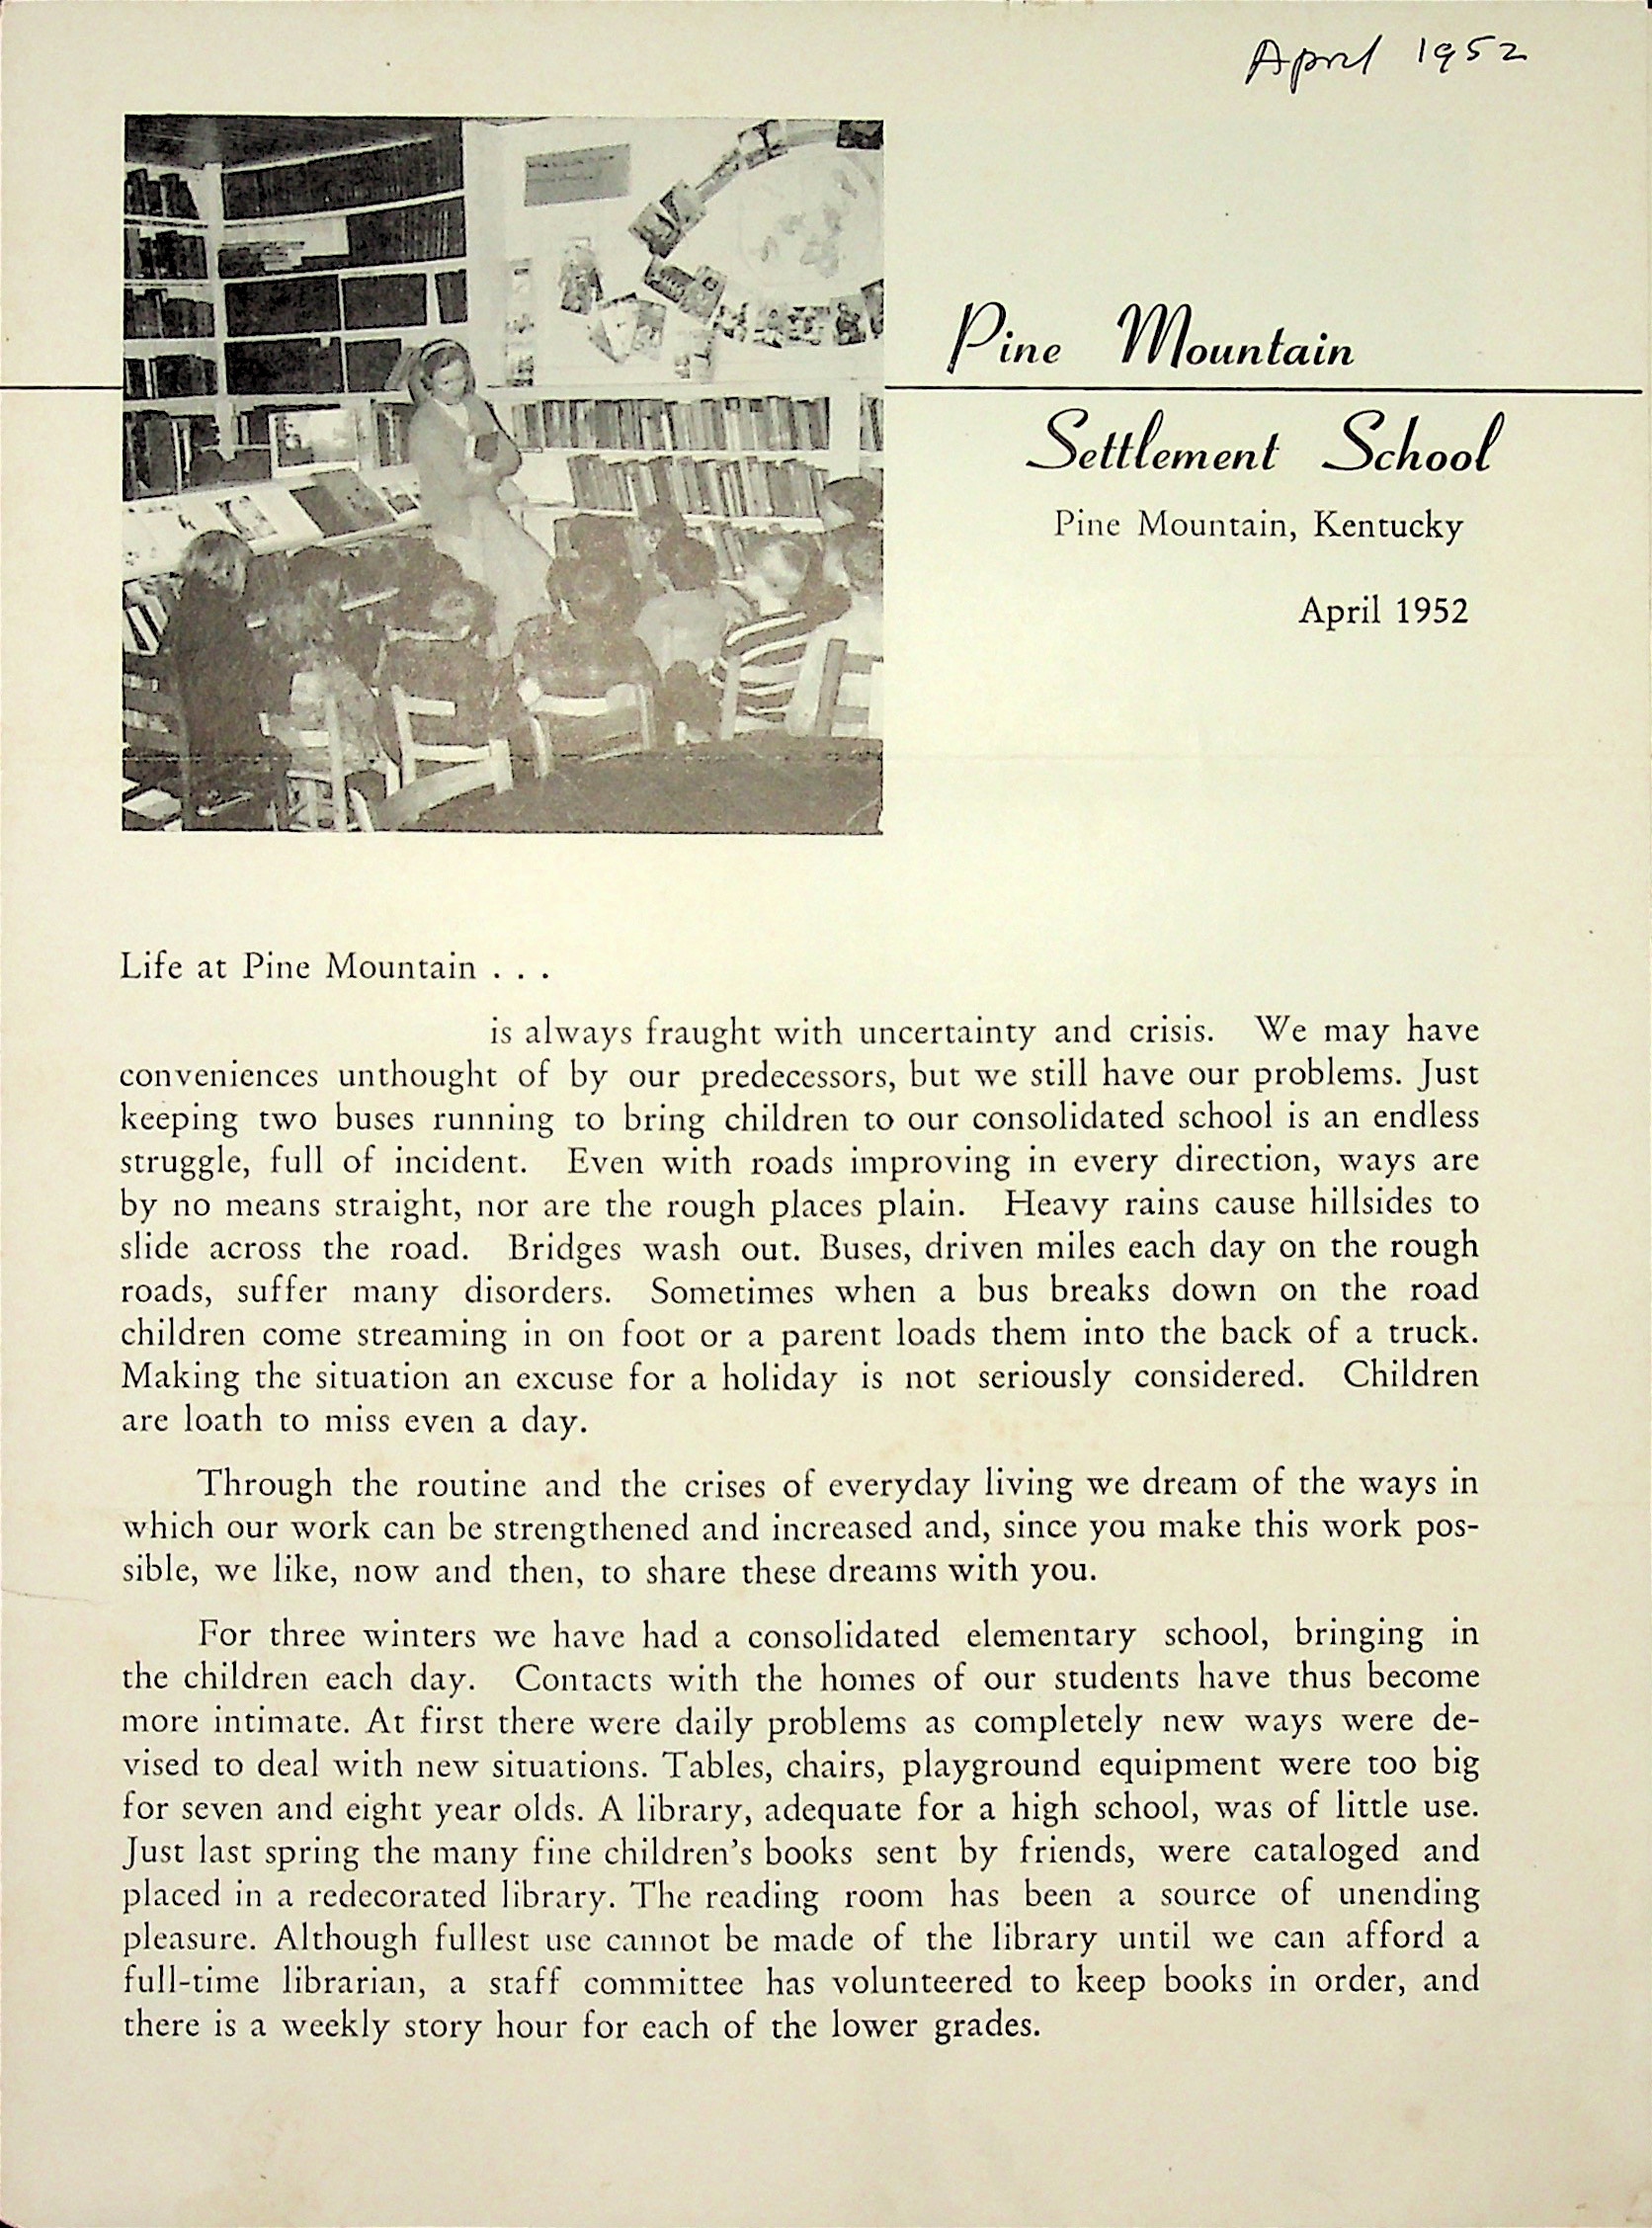 April 1952
Pine Mountain
Settlement School
Pine Mountain, Kentucky
April 1952
Life at Pine Mountain . . .
is always fraught with uncertainty and crisis. We may have
conveniences unthought of by our predecessors, but we still have our problems. Just
keeping two buses running to bring children to our consolidated school is an endless
struggle, full of incident. Even with roads improving in every direction, ways are
by no means straight, nor are the rough places plain. Heavy rains cause hillsides to
slide across the road. Bridges wash out. Buses, driven miles each day on the rough
roads, suffer many disorders. Sometimes when a bus breaks down on the road
children come streaming in on foot or a parent loads them into the back of a truck.
Making the situation an excuse for a holiday is not seriously considered. Children
are loath to miss even a day.
Through the routine and the crises of everyday living we dream of the ways in
which our work can be strengthened and increased and, since you make this work pos-
sible, we like, now and then, to share these dreams with you.
For three winters we have had a consolidated elementary school, bringing in
the children each day. Contacts with the homes of our students have thus become
more intimate. At first there were daily problems as completely new ways were de-
vised to deal with new situations. Tables, chairs, playground equipment were too big
for seven and eight year olds. A library, adequate for a high school, was of little use.
Just last spring the many fine children's books sent by friends, were cataloged and
placed in a redecorated library. The reading room has been a source of unending
pleasure. Although fullest use cannot be made of the library until we can afford a
full-time librarian, a staff committee has volunteered to keep books in order, and
there is a weekly story hour for each of the lower grades.